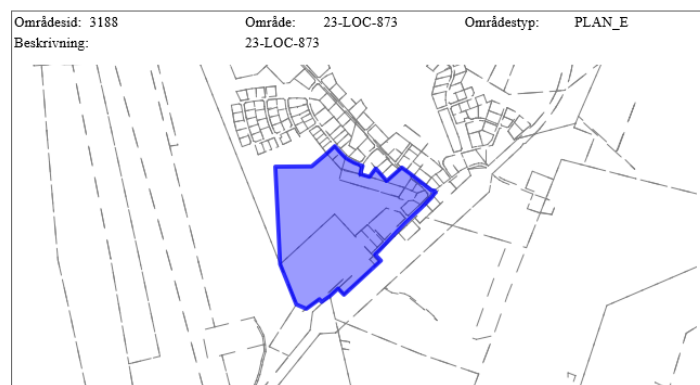 Områdesid: 3188 Område: 23-LOC-873 Områdestyp: PLAN_E
Beskrivning: 23-LOC-873